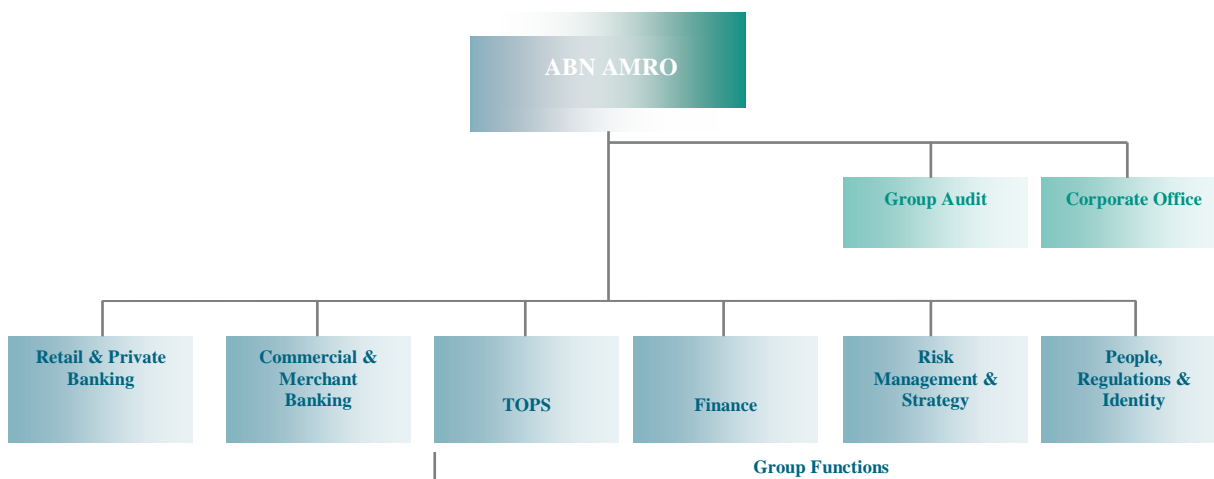 ABN AMRO
Group Audit
Corporate Office
Retail & Private
Banking
Commercial &
Merchant
Banking
TOPS
Finance
Risk
Management &
Strategy
People,
Regulations &
Identity
Group Functions